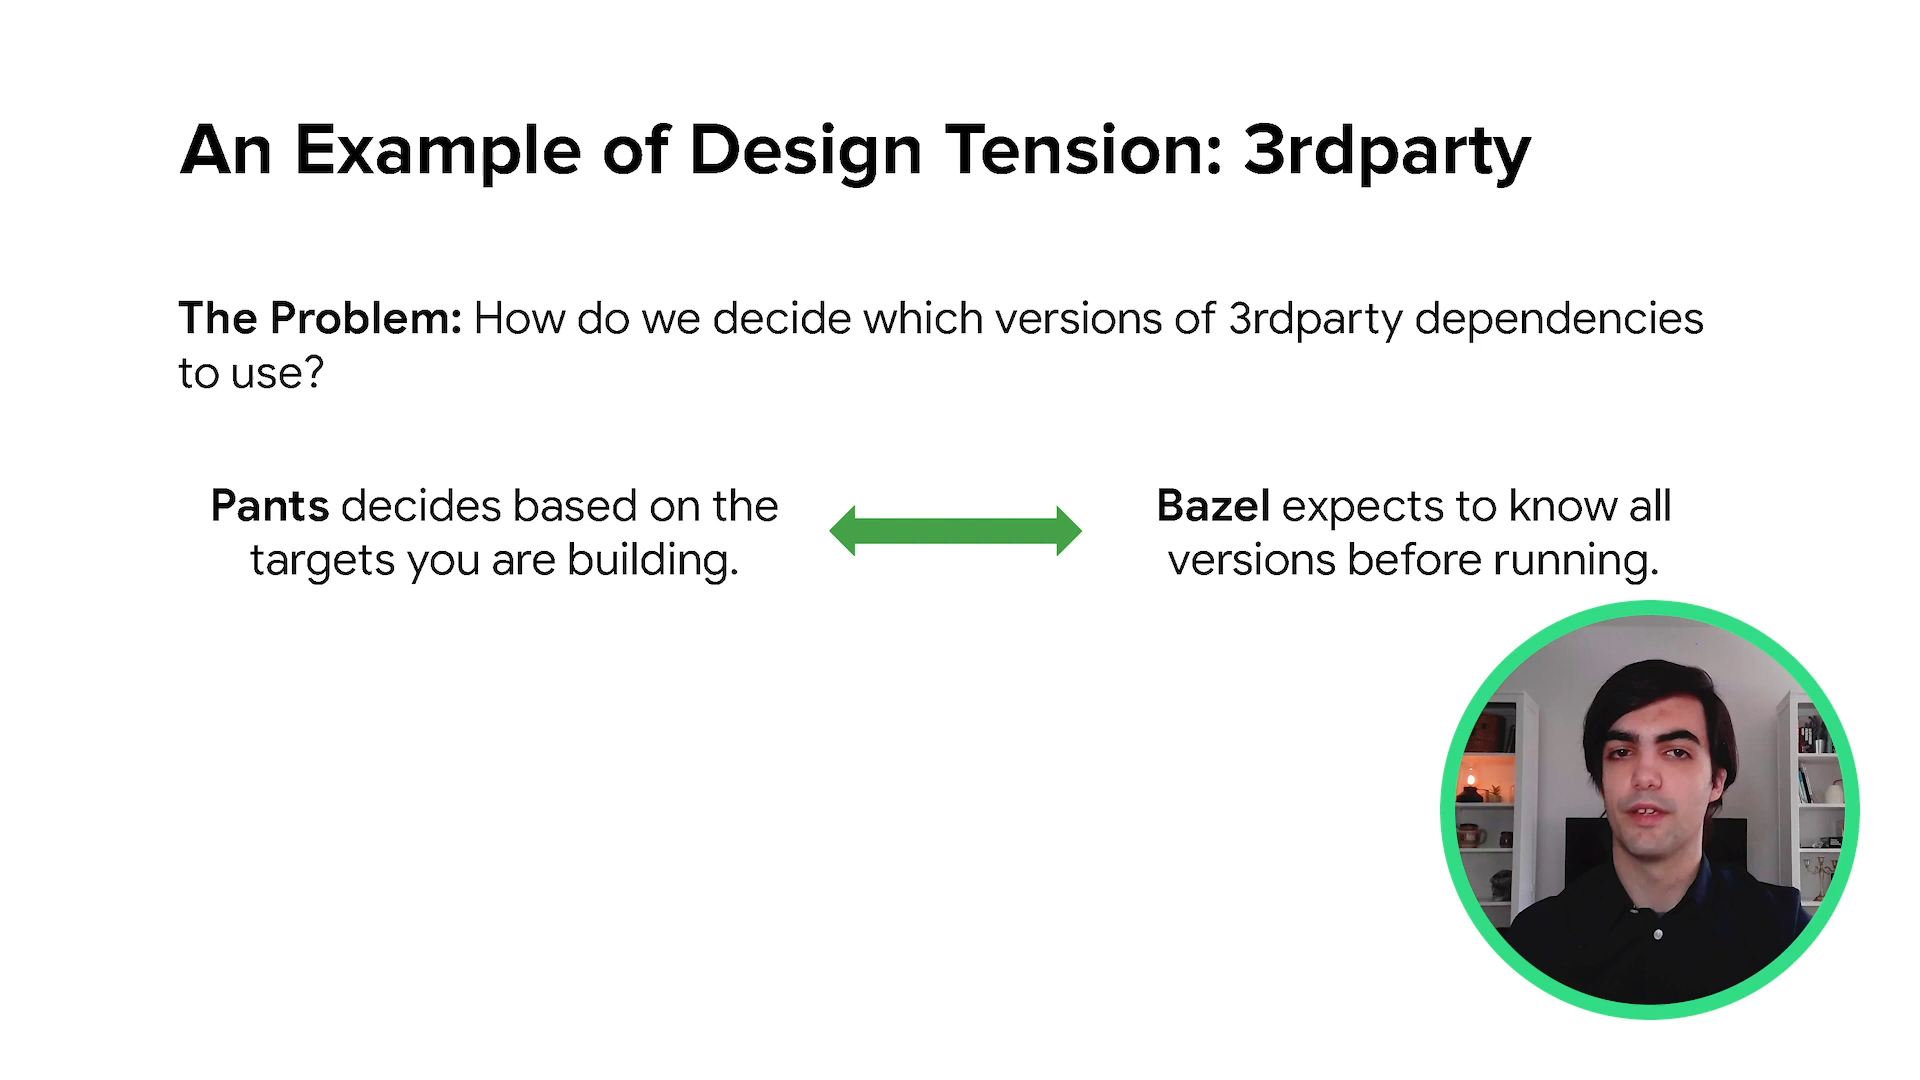 An Example of Design Tension: 3rdparty
The Problem: How do we decide which versions of 3rdparty dependencies
to use?
Pants decides based on the
targets you are building.
Bazel expects to know all
versions before running.